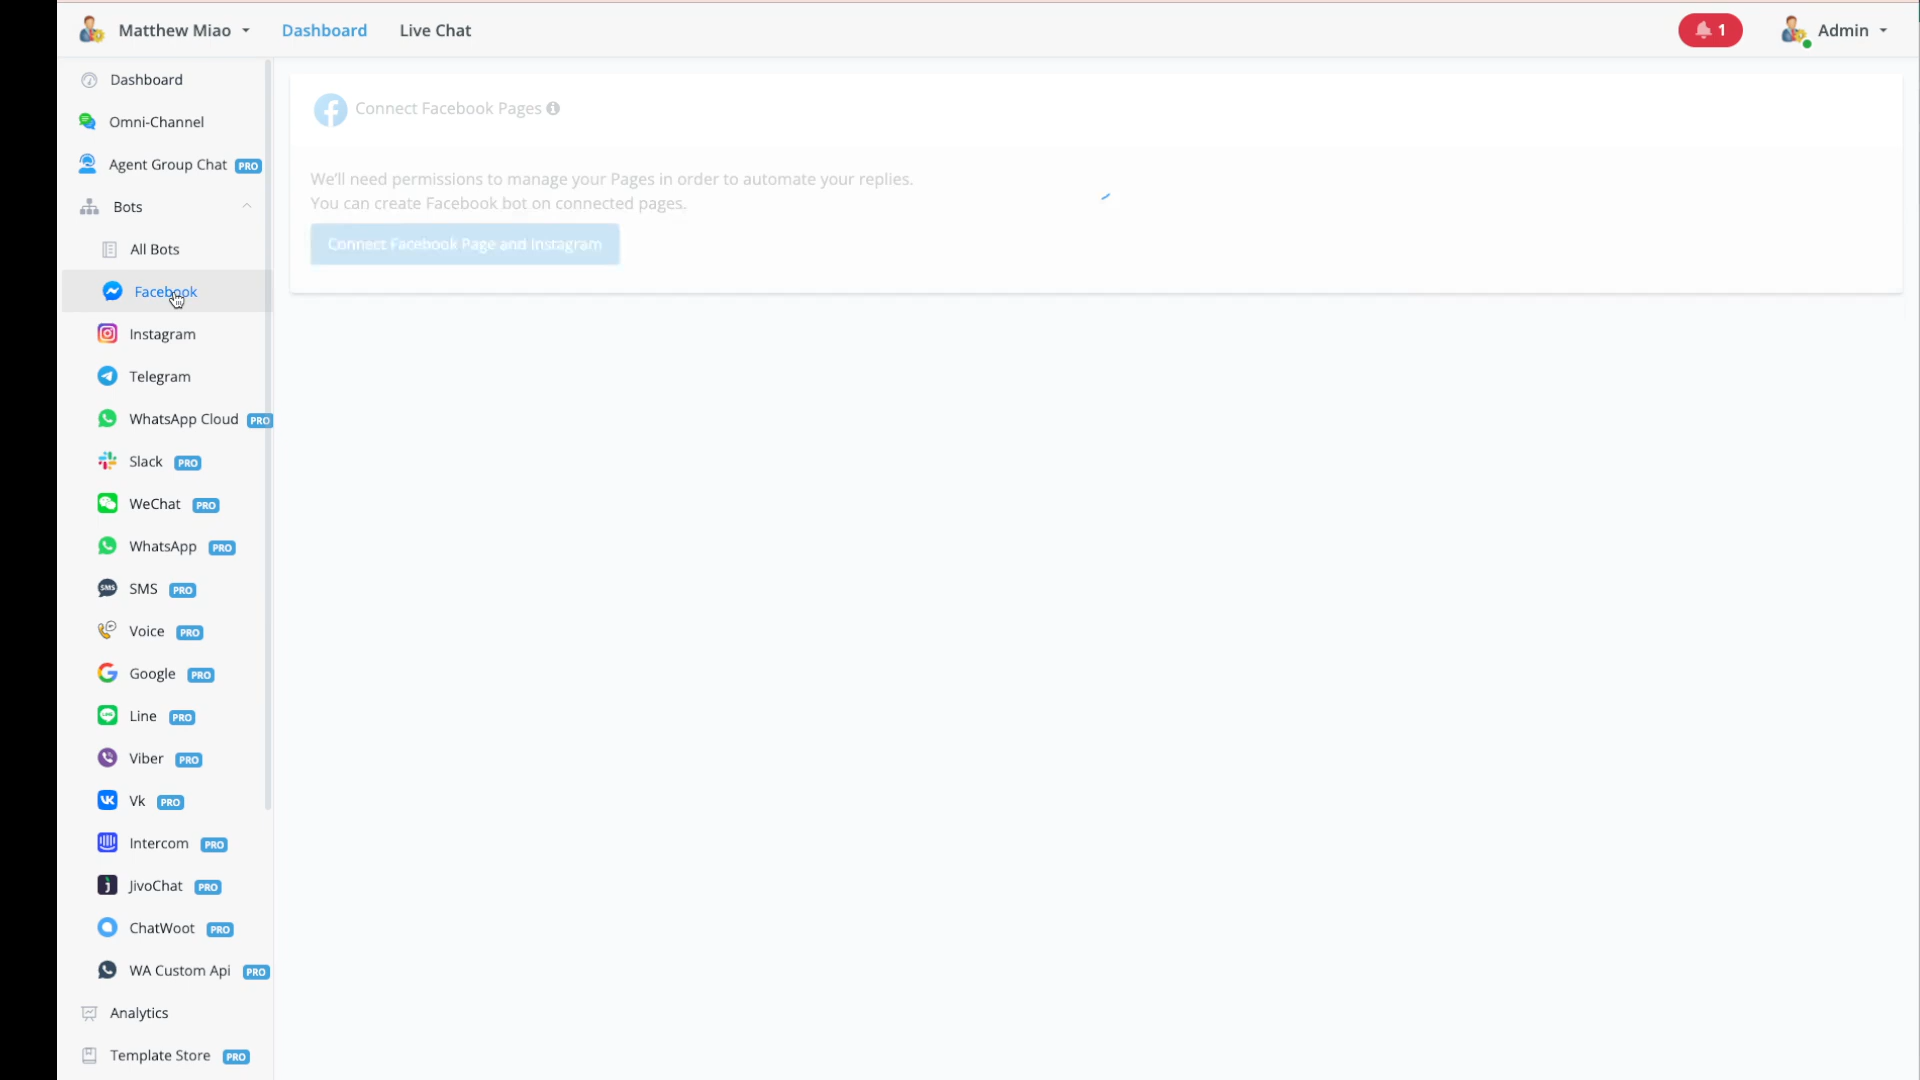 Matthew Miao
Dashboard
Live Chat
1
Admin
Dashboard
Omni-Channel
Agent Group Chat PRO
Bots
All Bots
Facebook
Instagram
Telegram
WhatsApp Cloud PRO
Slack PRO
WeChat PRO
WhatsApp PRO
SMS PRO
Voice PRO
Google PRO
Line PRO
Viber PRO
Vk PRO
Intercom PRO
JivoChat PRO
ChatWoot PRO
WA Custom Api PRO
Analytics
Template Store PRO
Connect Facebook Pages
We'll need permissions to manage your Pages in order to automate your replies.
You can create Facebook bot on connected pages.
Connect Facebook Page and Instagram